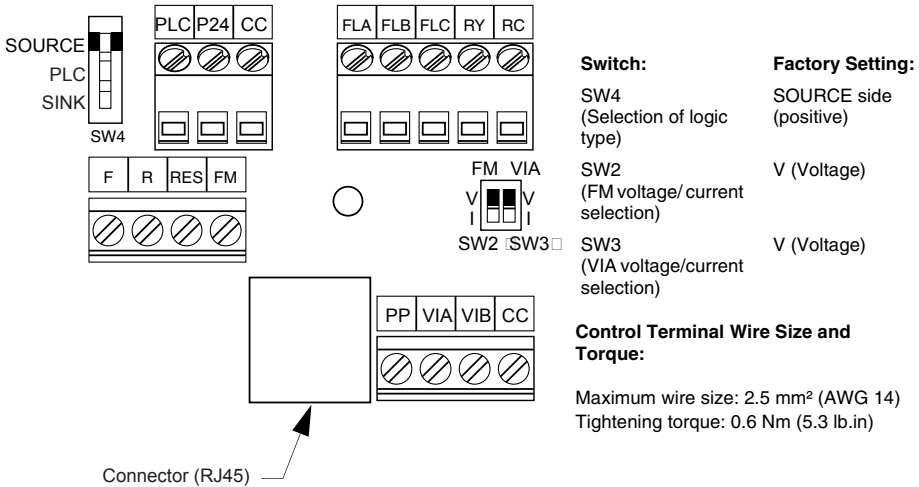 PLC P24 CC
FLA FLB FLC RY RC
SOURCE
PLC
SINK
SW4
F R RES FM
FM VIA
V V
I I
SW2 SW3
PP VIA VIB CC
Connector (RJ45)
Switch: Factory Setting:
SW4 SOURCE side
(Selection of logic (positive)
type)
SW2 V (Voltage)
(FM voltage/ current
selection)
SW3 V (Voltage)
(VIA voltage/current
selection)
Control Terminal Wire Size and
Torque:
Maximum wire size: 2.5 mm² (AWG 14)
Tightening torque: 0.6 Nm (5.3 lb.in)